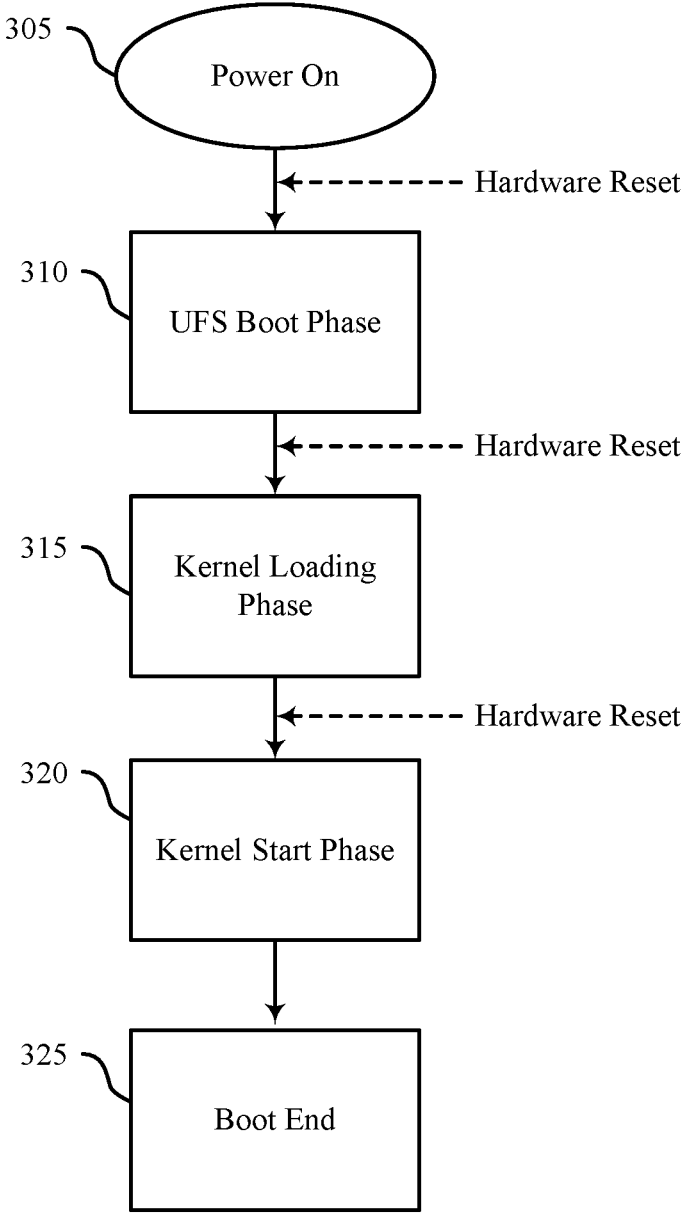 305
Power On
Hardware Reset
310
UFS Boot Phase
Hardware Reset
315
Kernel Loading
Phase
Hardware Reset
320
Kernel Start Phase
325
Boot End